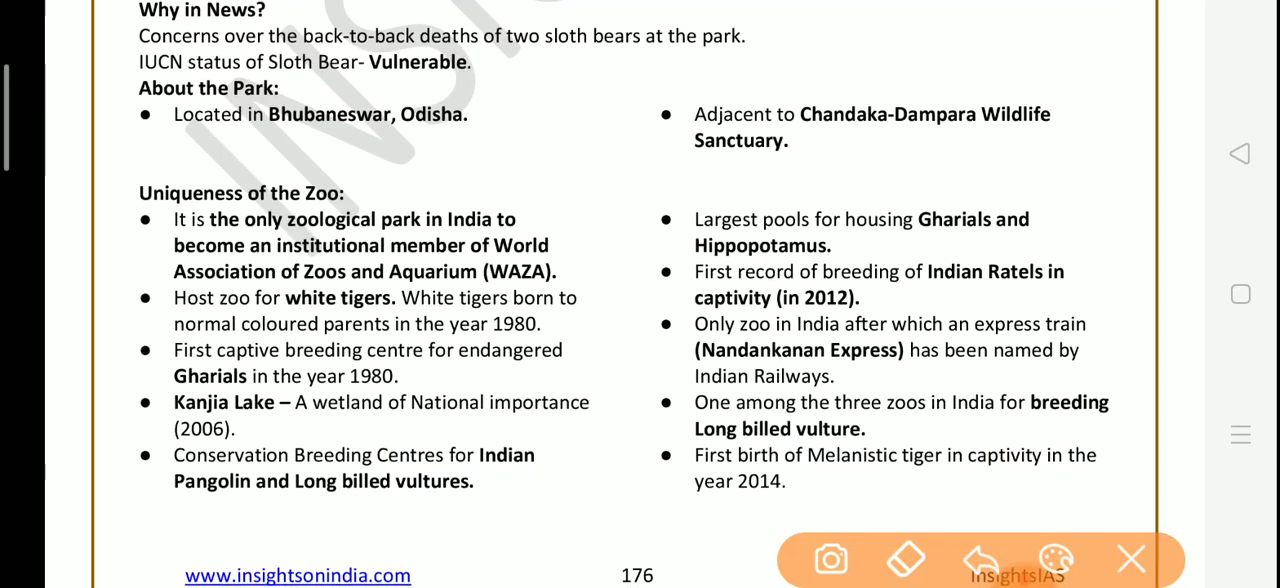 Why in News?
Concerns over the back-to-back deaths of two sloth bears at the park.
IUCN status of Sloth Bear- Vulnerable.
About the Park:
● Located in Bhubaneswar, Odisha.
● Adjacent to Chandaka-Dampara Wildlife
Sanctuary.
Uniqueness of the Zoo:
● It is the only zoological park in India to
become an institutional member of World
Association of Zoos and Aquarium (WAZA).
● Host zoo for white tigers. White tigers born to
normal coloured parents in the year 1980.
● First captive breeding centre for endangered
Gharials in the year 1980.
● Kanjia Lake – A wetland of National importance
(2006).
● Conservation Breeding Centres for Indian
Pangolin and Long billed vultures.
● Largest pools for housing Gharials and
Hippopotamus.
● First record of breeding of Indian Ratels in
captivity (in 2012).
● Only zoo in India after which an express train
(Nandankanan Express) has been named by
Indian Railways.
● One among the three zoos in India for breeding
Long billed vulture.
● First birth of Melanistic tiger in captivity in the
year 2014.
www.insightsonindia.com
176
InsightsIAS